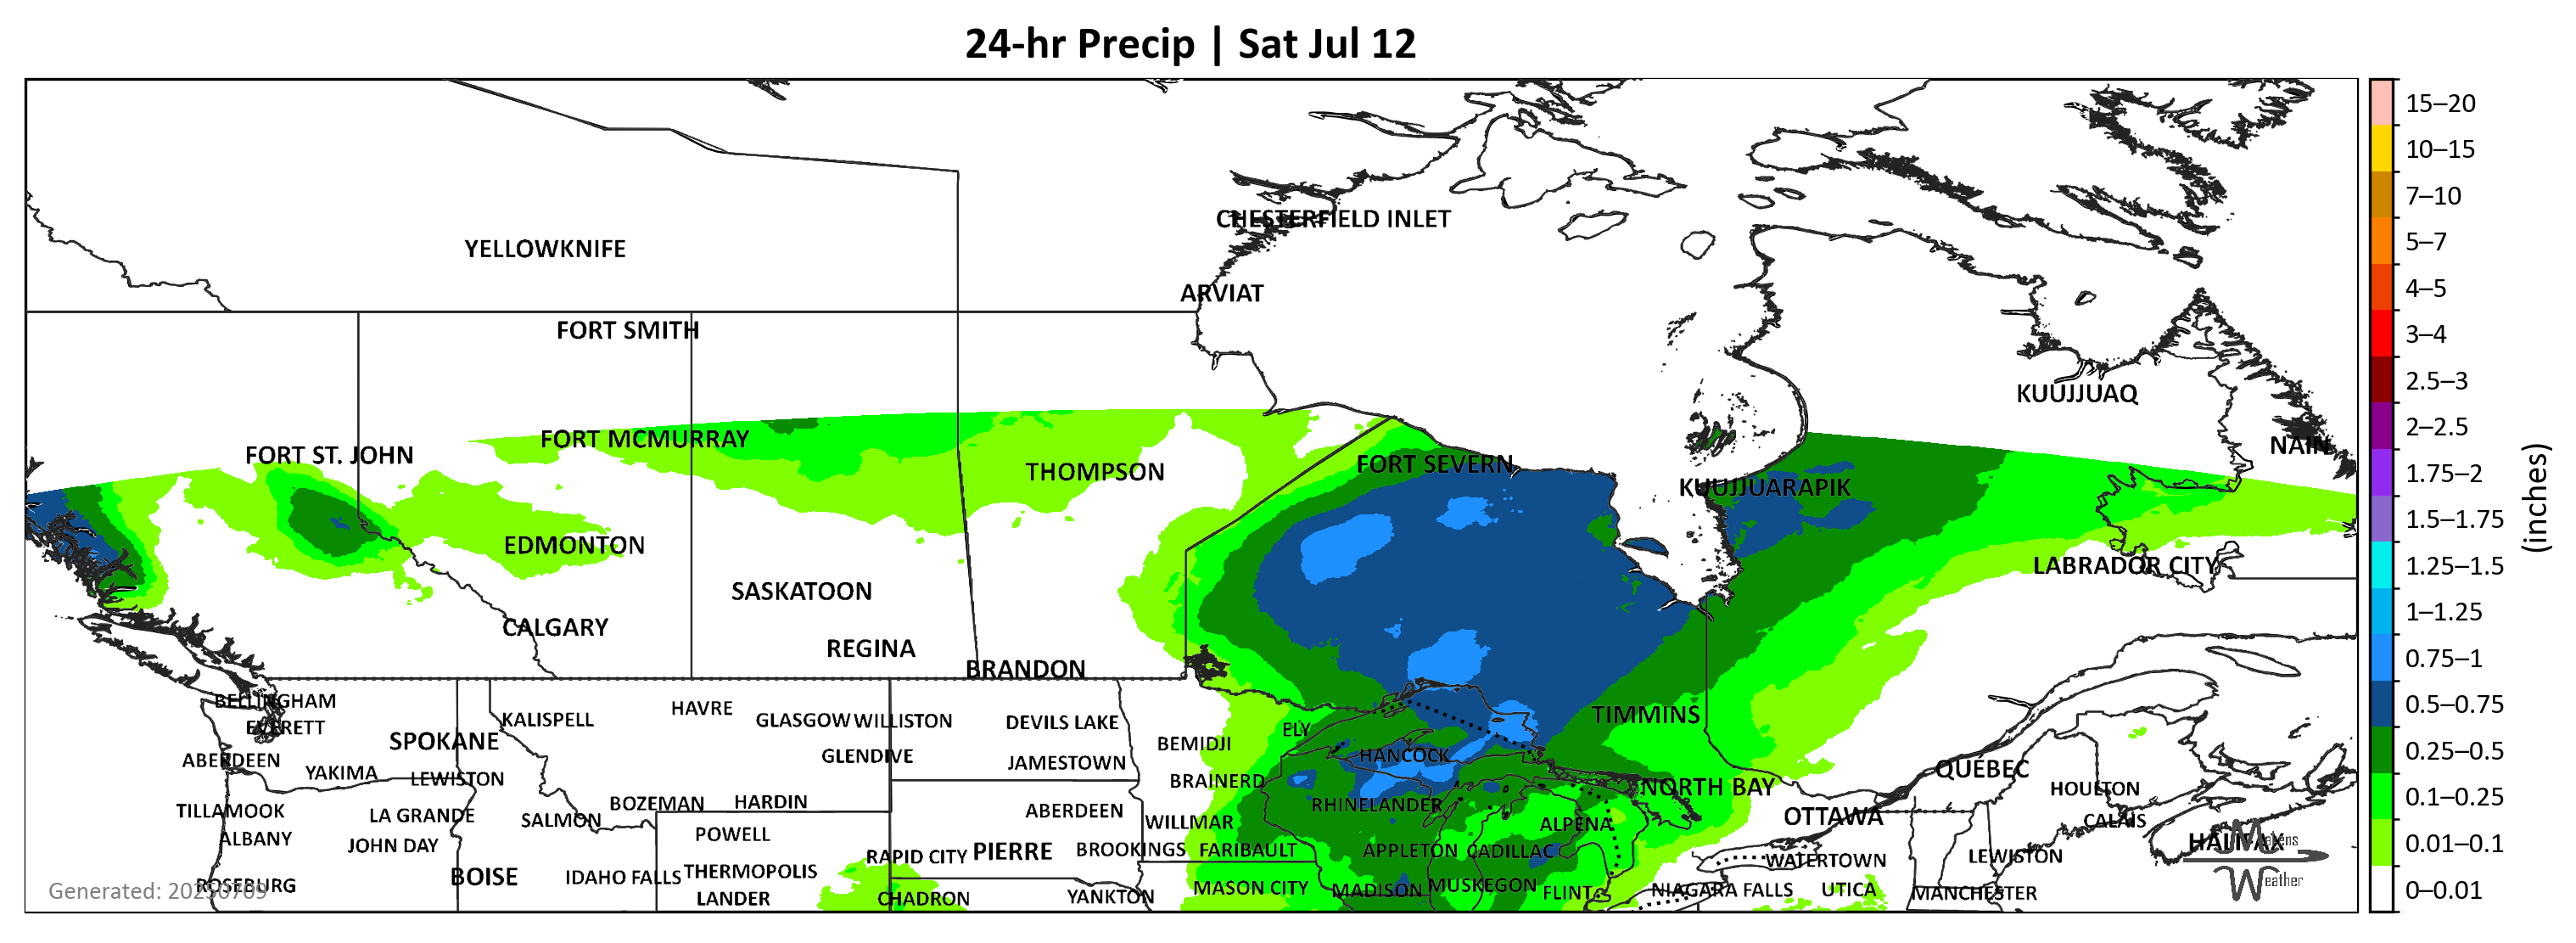 24-hr Precip | Sat Jul 12
CHESTERFIELD INLET
YELLOWKNIFE
ARVIAT
FORT SMITH
KUUJJUAQ
FORT MCMURRAY
NAIN
FORT ST. JOHN
FORT SEVERN
THOMPSON
KUUJJUARAPIK
EDMONTON
LABRADOR CITY
SASKATOON
CALGARY
REGINA
BRANDON
BELLINGHAM
HAVRE
TIMMINS
KALISPELL
GLASGOW
WILLISTON
DEVILS LAKE
EVERETT
ELY
SPOKANE
BEMIDJI
GLENDIVE
HANCOCK
ABERDEEN
JAMESTOWN
QUÉBEC
YAKIMA
LEWISTON
BRAINERD
NORTH BAY
HOULTON
BOZEMAN
HARDIN
RHINELANDER
TILLAMOOK
LA GRANDE
ABERDEEN
OTTAWA
SALMON
WILLMAR
ALPENA
CALAIS
ALBANY
POWELL
HALIFAX
JOHN DAY
BROOKINGS
FARIBAULT
APPLETON
CADILLAC
PIERRE
RAPID CITY
LEWISTON
WATERTOWN
THERMOPOLIS
BOISE
IDAHO FALLS
ROSEBURG
MASON CITY
MADISON
MUSKEGON
FLINT
NIAGARA FALLS
UTICA
MANCHESTER
LANDER
CHADRON
YANKTON
Generated: 20250709
Weather
15–20
10–15
7–10
5–7
4–5
3–4
2.5–3
2–2.5
1.75–2
1.5–1.75
1.25–1.5
1–1.25
0.75–1
0.5–0.75
0.25–0.5
0.1–0.25
0.01–0.1
0–0.01
(inches)